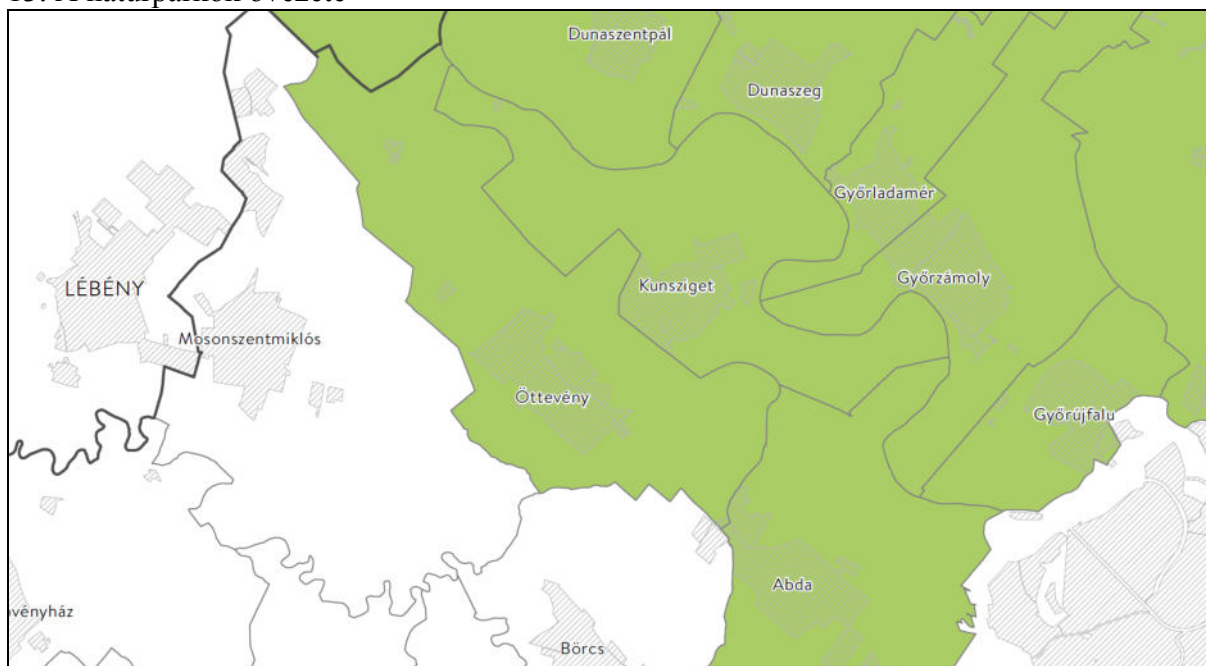 Dunaszentpál
Dunaszeg
Győrladamér
LÉBÉNY
Kunsziget
Győrzámoly
Mosonszentmiklós
Öttevény
Győrújfalu
Abda
Börcs